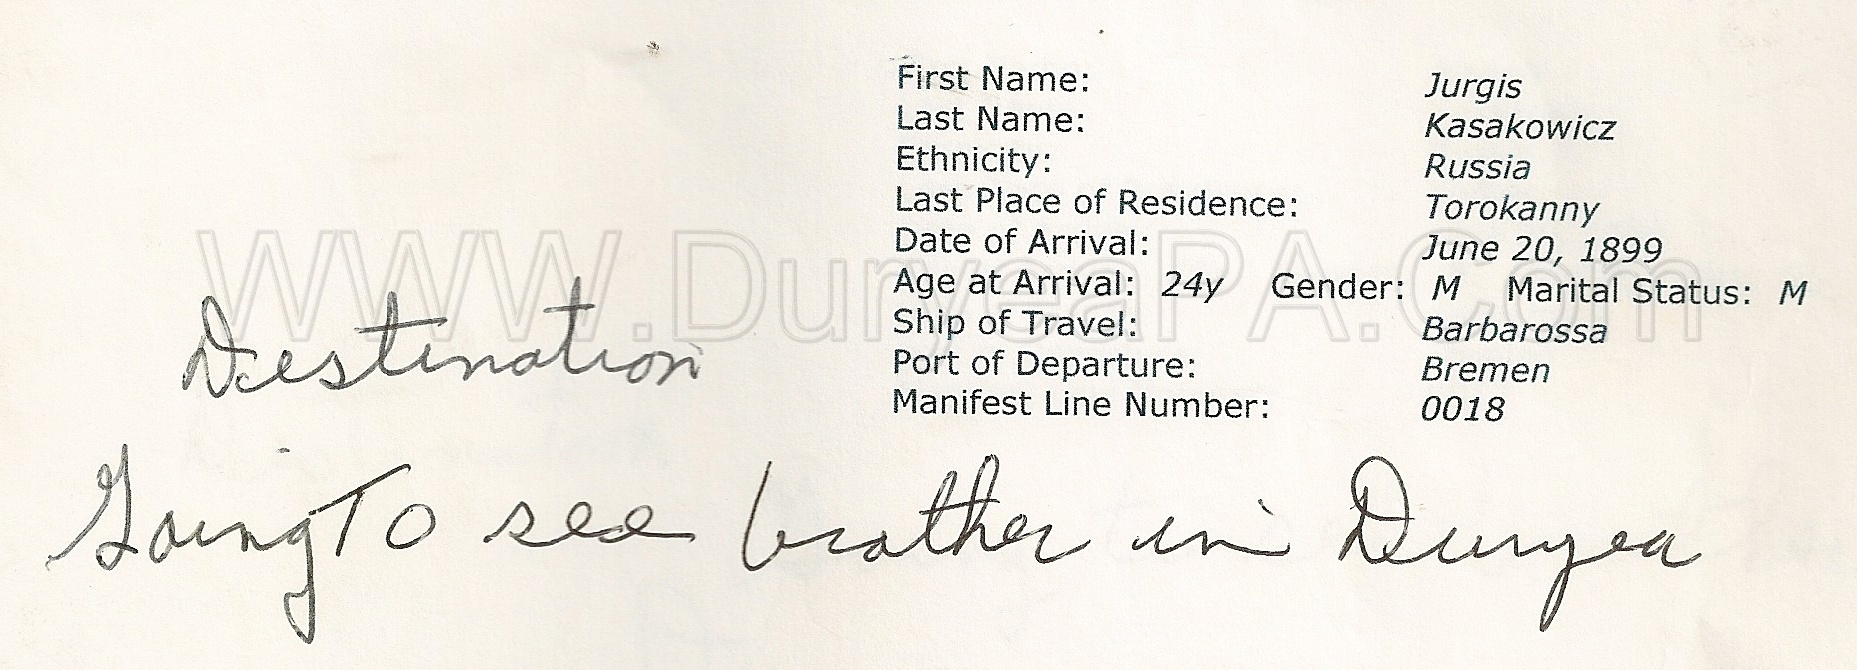 First Name: Jurgis
Last Name: Kasakowicz
Ethnicity: Russia
Last Place of Residence: Torokanny
Date of Arrival: June 20, 1899
Age at Arrival: 24y Gender: M Marital Status: M
Ship of Travel: Barbarossa
Port of Departure: Bremen
Manifest Line Number: 0018
www.DuryeaPA.Com
Destination
Going To see brother in Duryea